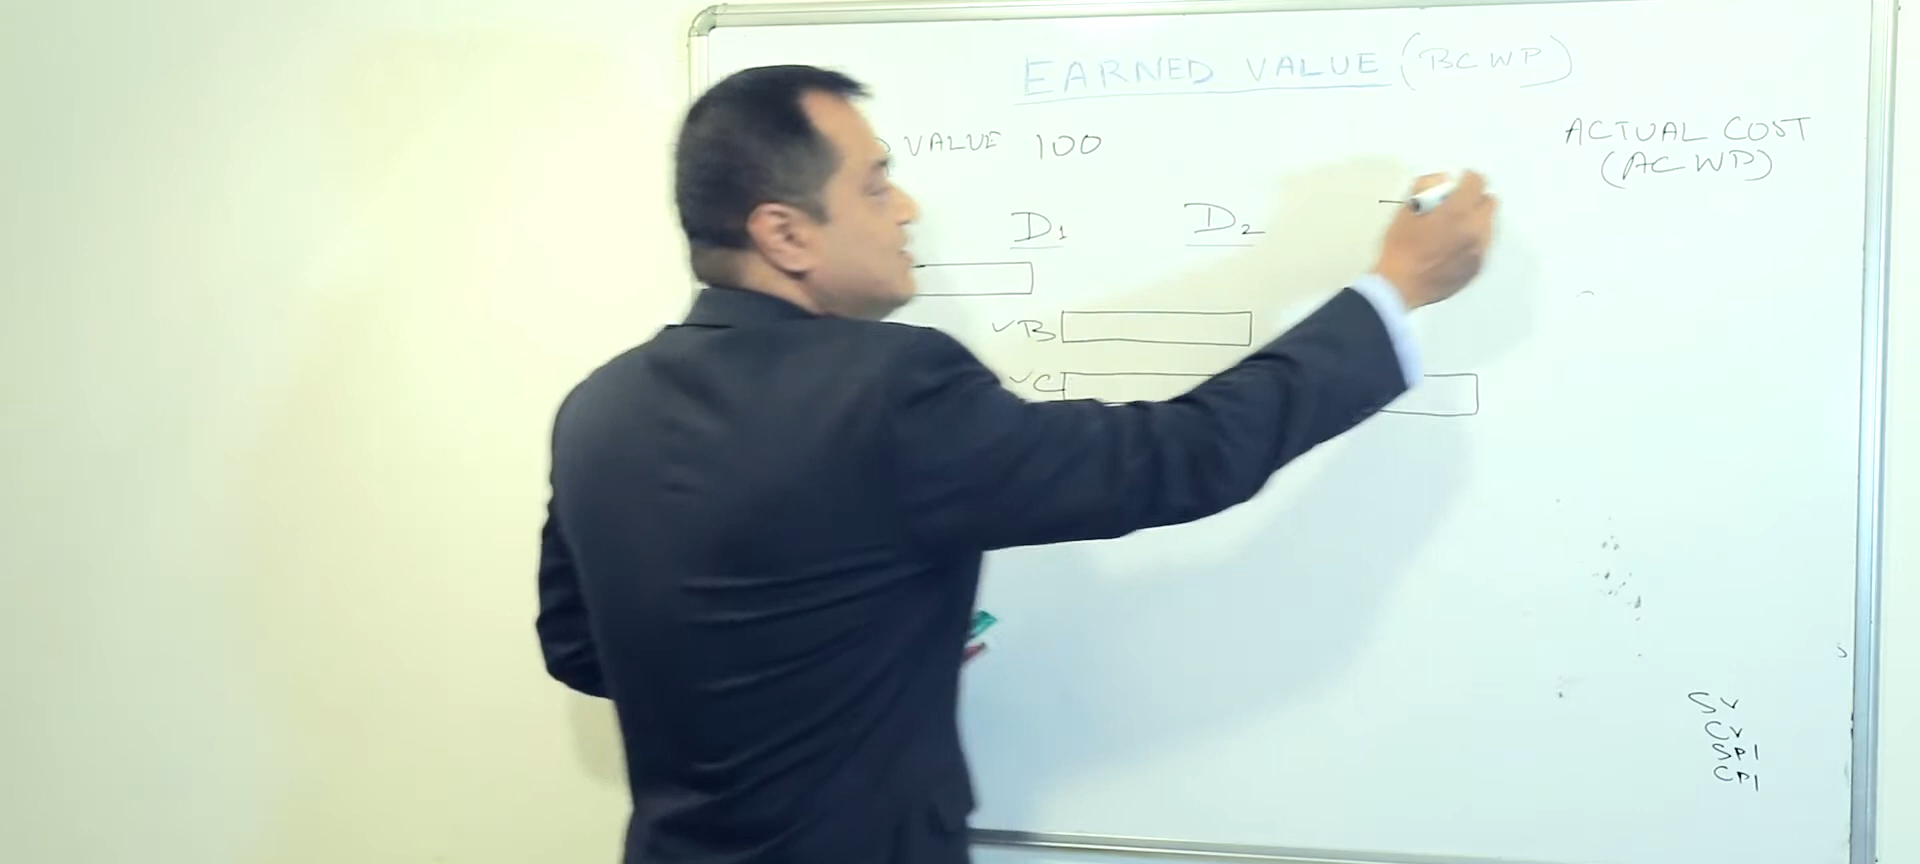 EARNED VALUE (BCWP)
VALUE 100
ACTUAL COST
(ACWP)
D1 D2
✓B
✓C
SV
CV
SPI
CPI